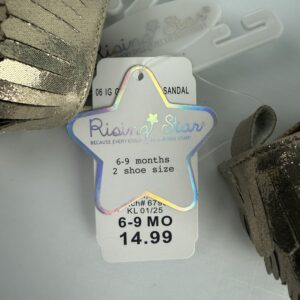 Rising Star
06 IG G SANDAL
Rising Star
BECAUSE EVERY
6-9 months
2 shoe size
KL 01/25
6-9 MO
14.99